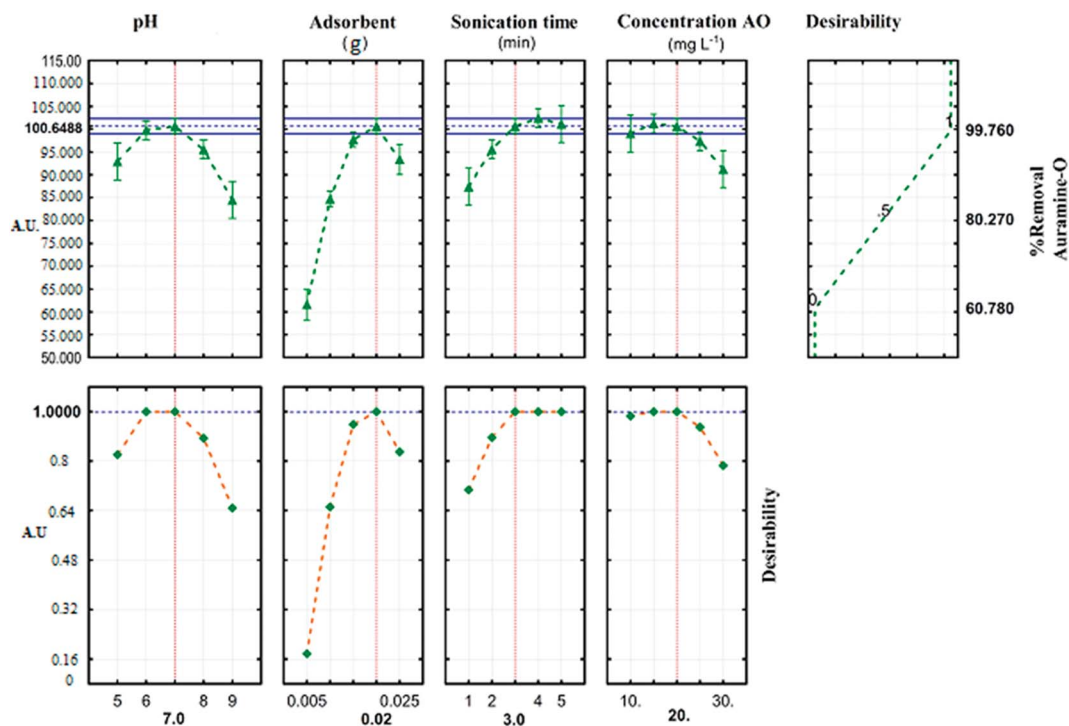 pH
Adsorbent
(g)
Sonication time
(min)
Concentration AO
(mg L⁻¹)
Desirability
115.00
110.000
105.000
100.6488
95.000
90.000
85.000
80.000
75.000
70.000
65.000
60.000
55.000
50.000
A.U.
1
.5
0
99.760
80.270
60.780
%Removal
Auramine-O
1.0000
0.8
0.64
0.48
0.32
0.16
0
A.U
Desirability
5 6 8 9
7.0
0.005 0.025
0.02
1 2 4 5
3.0
10. 30.
20.